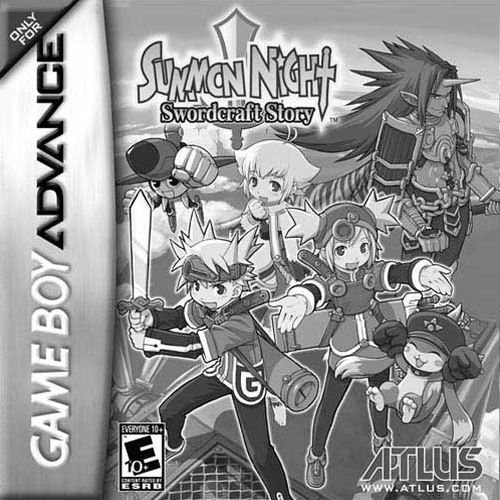 ONLY
FOR
GAME BOY ADVANCE
SUMMON NIGHT
Swordcraft Story
TM
G
EVERYONE 10+
E
10+
CONTENT RATED BY
ESRB
ATLUS
WWW.ATLUS.COM